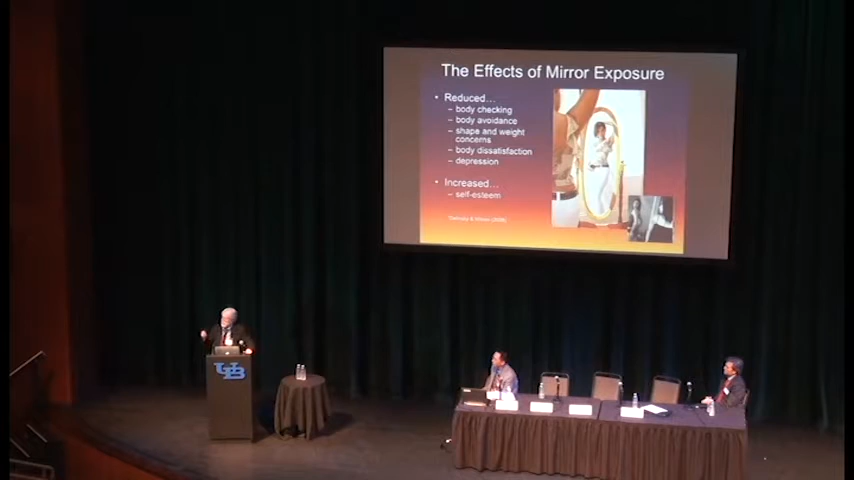 The Effects of Mirror Exposure
• Reduced…
– body checking
– body avoidance
– shape and weight
concerns
– body dissatisfaction
– depression
• Increased…
– self-esteem
UB